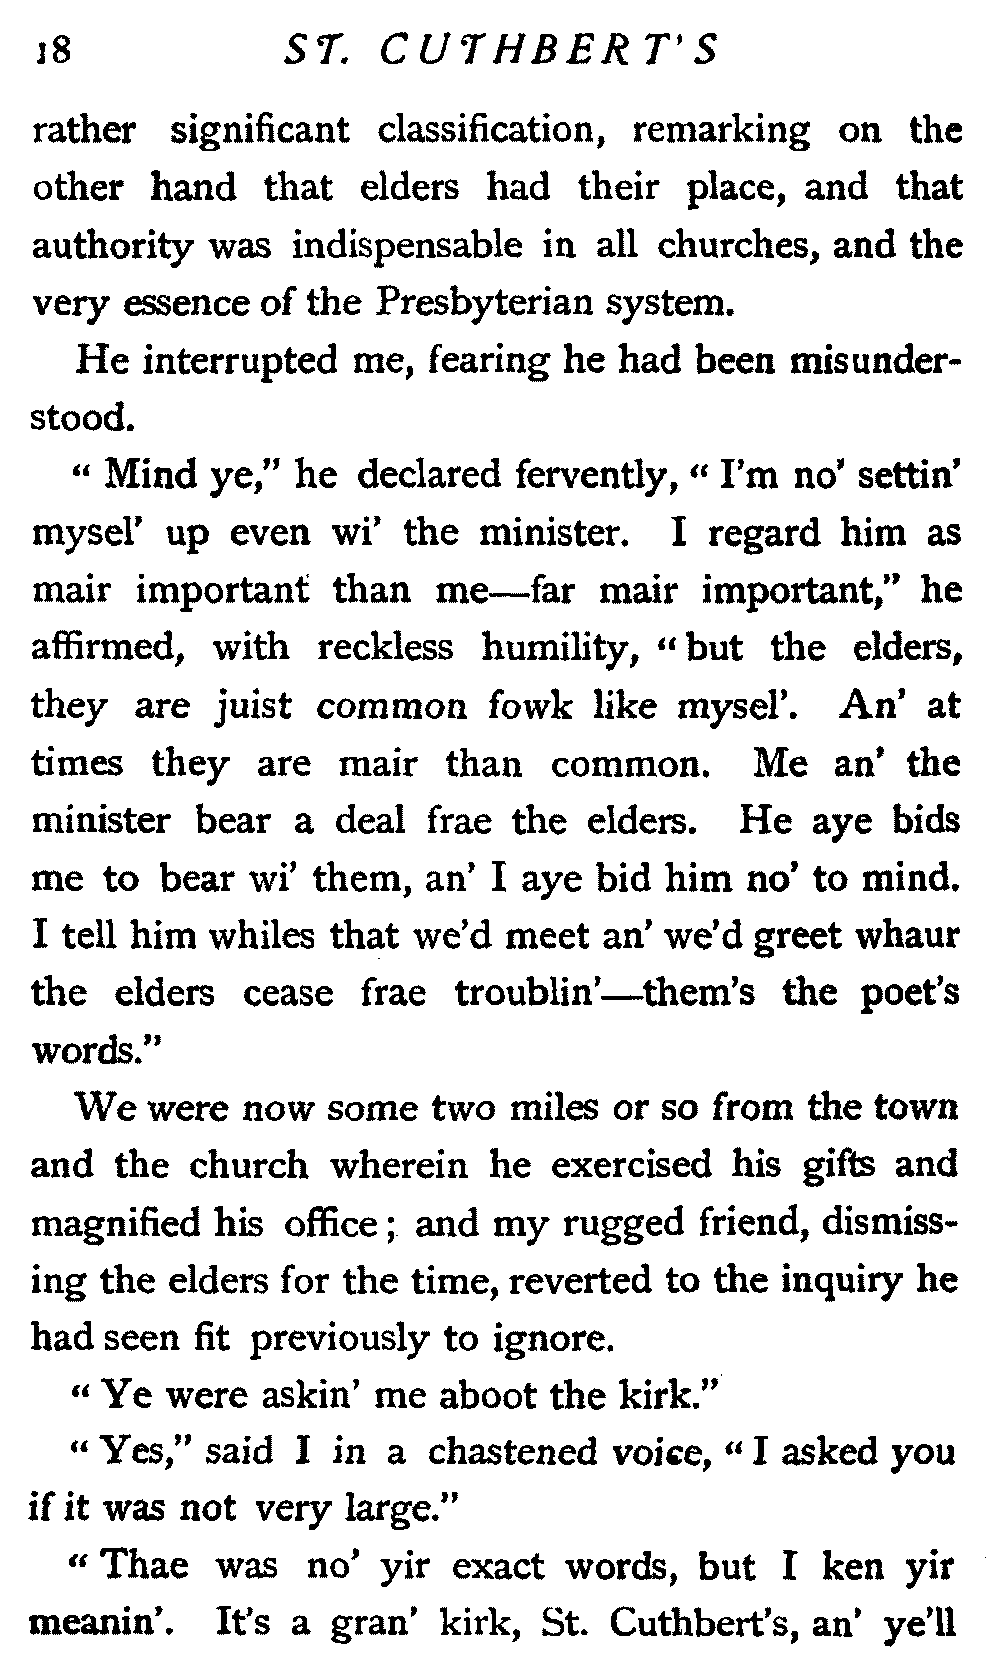 18 ST. CUTHBERT'S
rather significant classification, remarking on the
other hand that elders had their place, and that
authority was indispensable in all churches, and the
very essence of the Presbyterian system.
He interrupted me, fearing he had been misunder-
stood.
" Mind ye," he declared fervently, " I'm no' settin'
mysel' up even wi' the minister. I regard him as
mair important than me—far mair important," he
affirmed, with reckless humility, " but the elders,
they are juist common fowk like mysel'. An' at
times they are mair than common. Me an' the
minister bear a deal frae the elders. He aye bids
me to bear wi' them, an' I aye bid him no' to mind.
I tell him whiles that we'd meet an' we'd greet whaur
the elders cease frae troublin'—them's the poet's
words."
We were now some two miles or so from the town
and the church wherein he exercised his gifts and
magnified his office ; and my rugged friend, dismiss-
ing the elders for the time, reverted to the inquiry he
had seen fit previously to ignore.
" Ye were askin' me aboot the kirk."
" Yes," said I in a chastened voice, " I asked you
if it was not very large."
" Thae was no' yir exact words, but I ken yir
meanin'. It's a gran' kirk, St. Cuthbert's, an' ye'll